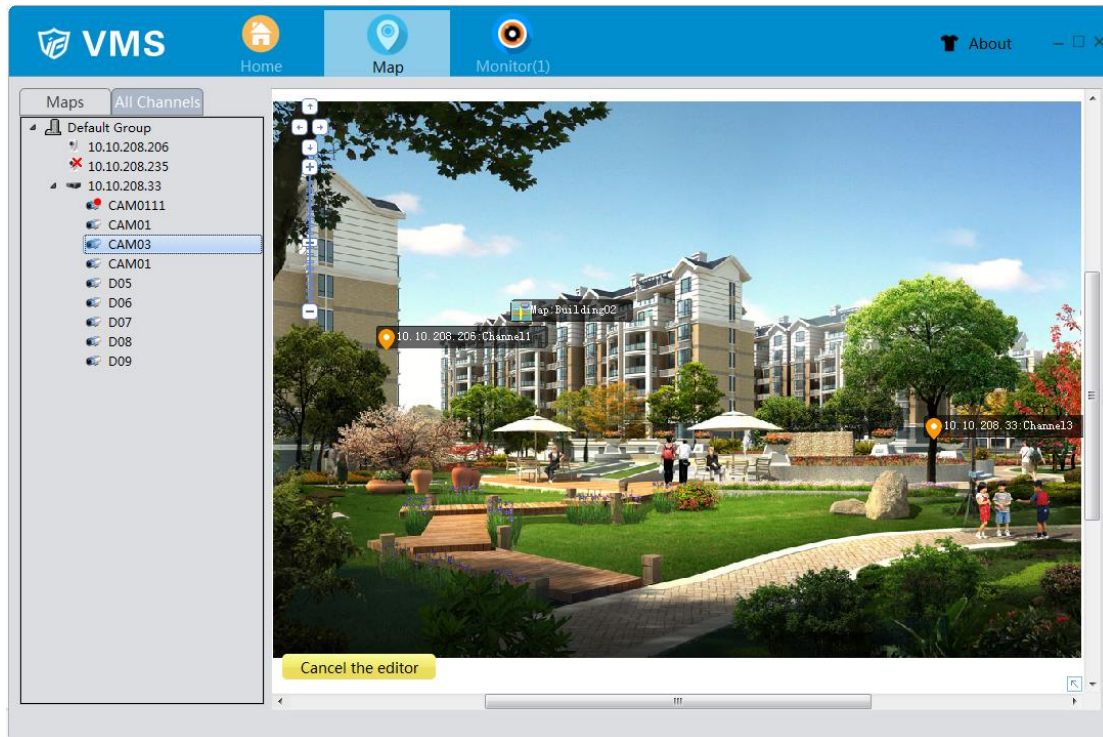 VMS
Home
Map
Monitor(1)
About
Maps
All Channels
Default Group
10.10.208.206
10.10.208.235
10.10.208.33
CAM0111
CAM01
CAM03
CAM01
D05
D06
D07
D08
D09
Map:Building02
10.10.208.206:Channel1
10.10.208.33:Channel3
Cancel the editor